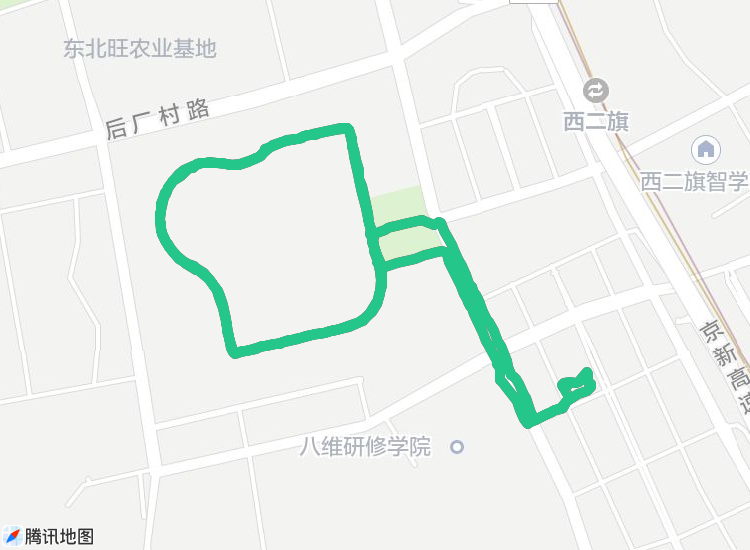 东北旺农业基地
后厂村路
西二旗
西二旗智学
京新高速
八维研修学院
腾讯地图